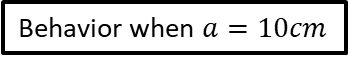 Behavior when a = 10cm